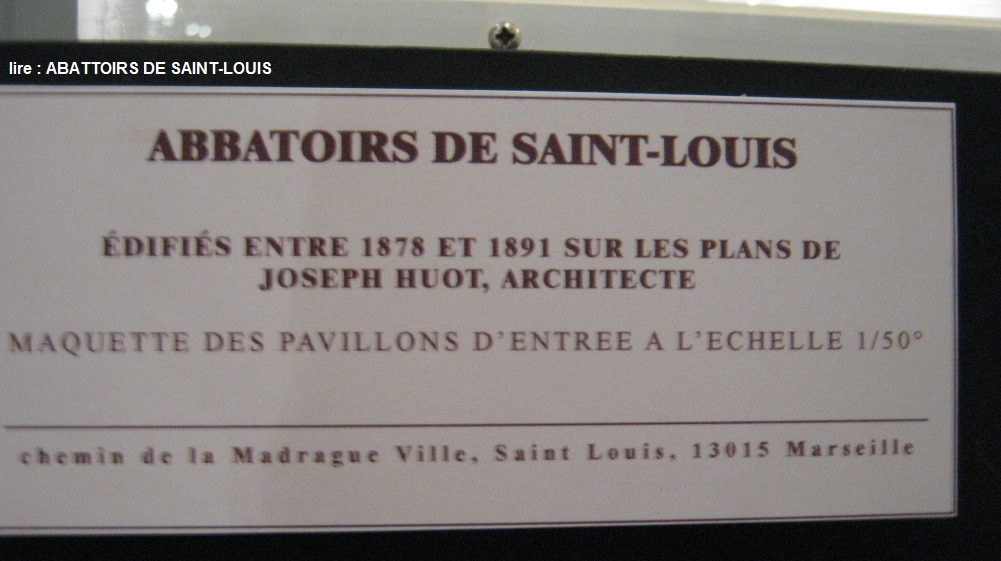 lire : ABATTOIRS DE SAINT-LOUIS
ABBATOIRS DE SAINT-LOUIS
ÉDIFIÉS ENTRE 1878 ET 1891 SUR LES PLANS DE
JOSEPH HUOT, ARCHITECTE
MAQUETTE DES PAVILLONS D'ENTREE A L'ECHELLE 1/50°
chemin de la Madrague Ville, Saint Louis, 13015 Marseille